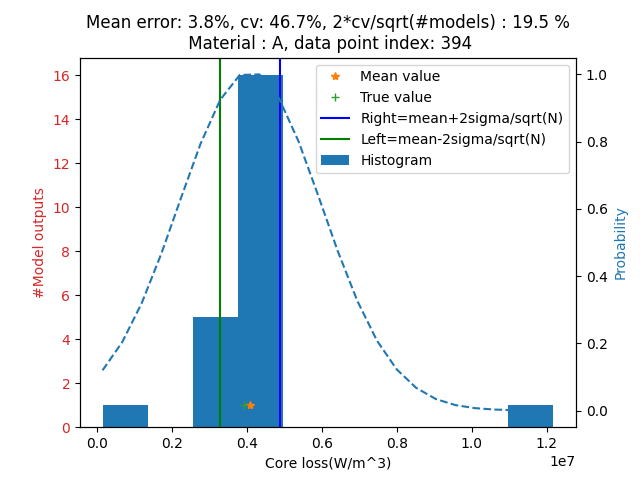 Mean error: 3.8%, cv: 46.7%, 2*cv/sqrt(#models) : 19.5 %
Material : A, data point index: 394
Mean value
True value
Right=mean+2sigma/sqrt(N)
Left=mean-2sigma/sqrt(N)
Histogram
#Model outputs
16
14
12
10
8
6
4
2
0
Probability
1.0
0.8
0.6
0.4
0.2
0.0
0.0 0.2 0.4 0.6 0.8 1.0 1.2
1e7
Core loss(W/m^3)